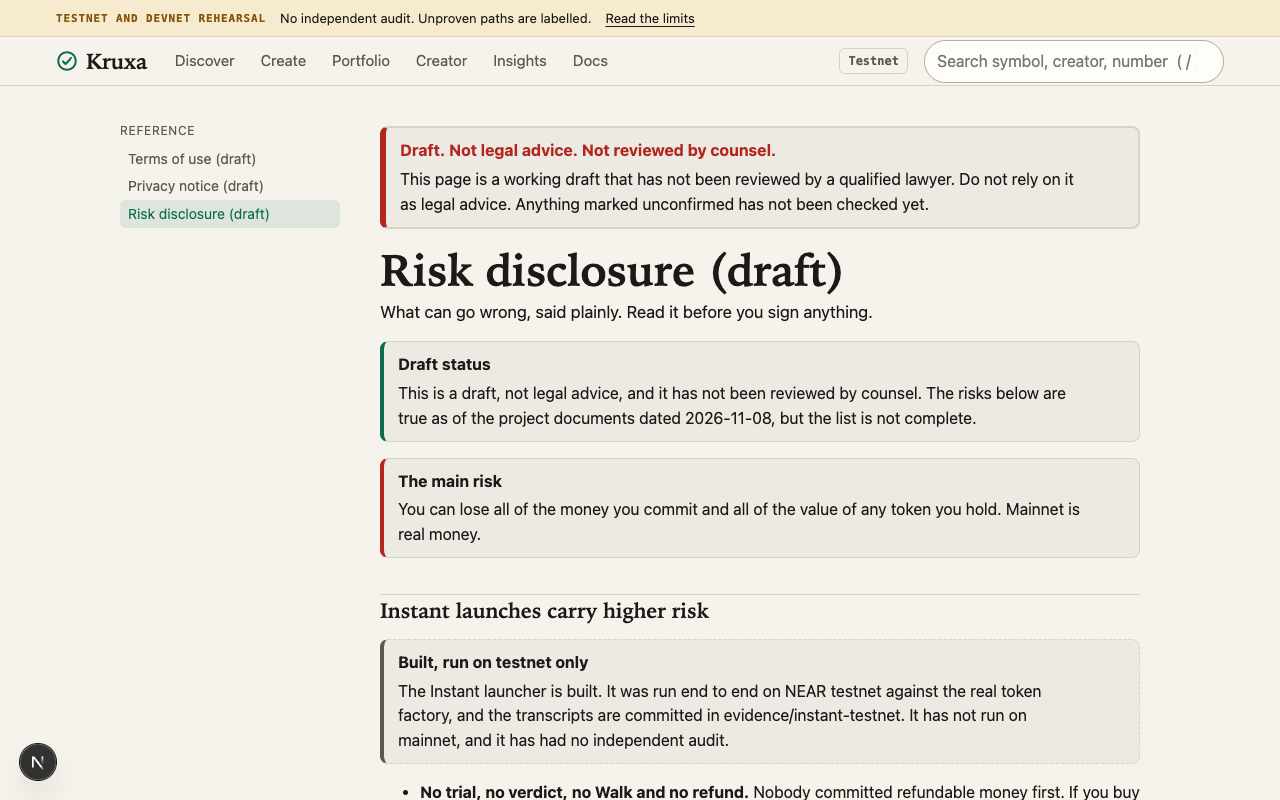 TESTNET AND DEVNET REHEARSAL No independent audit. Unproven paths are labelled. Read the limits
Kruxa Discover Create Portfolio Creator Insights Docs Testnet Search symbol, creator, number ( /
REFERENCE
Terms of use (draft)
Privacy notice (draft)
Risk disclosure (draft)
Draft. Not legal advice. Not reviewed by counsel.
This page is a working draft that has not been reviewed by a qualified lawyer. Do not rely on it
as legal advice. Anything marked unconfirmed has not been checked yet.
Risk disclosure (draft)
What can go wrong, said plainly. Read it before you sign anything.
Draft status
This is a draft, not legal advice, and it has not been reviewed by counsel. The risks below are
true as of the project documents dated 2026-11-08, but the list is not complete.
The main risk
You can lose all of the money you commit and all of the value of any token you hold. Mainnet is
real money.
Instant launches carry higher risk
Built, run on testnet only
The Instant launcher is built. It was run end to end on NEAR testnet against the real token
factory, and the transcripts are committed in evidence/instant-testnet. It has not run on
mainnet, and it has had no independent audit.
• No trial, no verdict, no Walk and no refund. Nobody committed refundable money first. If you buy
N